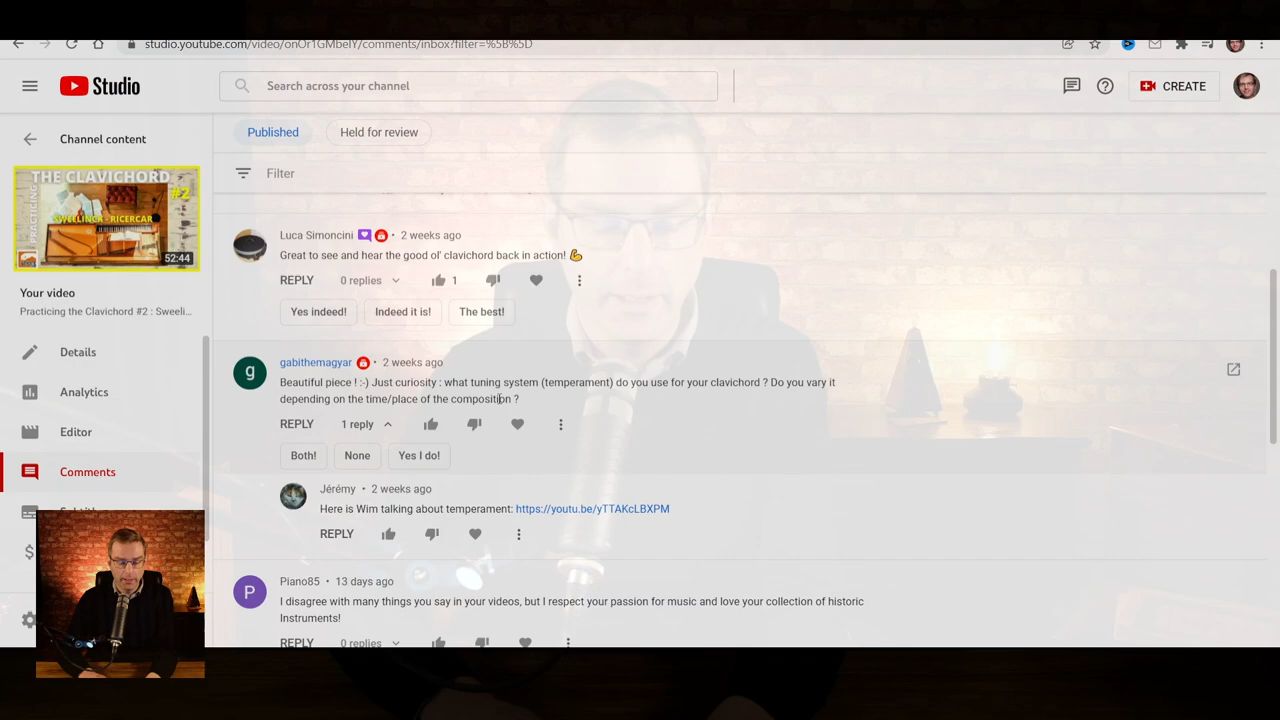 studio.youtube.com/video/onOr1GMbeIY/comments/inbox?filter=%5B%5D
Studio
Search across your channel
CREATE
Channel content
Published
Held for review
Filter
THE CLAVICHORD
#2
PRACTICING
SWEELINCK - RICERCAR
52:44
Your video
Practicing the Clavichord #2 : Sweeli...
Details
Analytics
Editor
Comments
Luca Simoncini • 2 weeks ago
Great to see and hear the good ol' clavichord back in action! 💪
REPLY 0 replies 1
Yes indeed! Indeed it is! The best!
g
gabithemagyar • 2 weeks ago
Beautiful piece ! :-) Just curiosity : what tuning system (temperament) do you use for your clavichord ? Do you vary it
depending on the time/place of the composition ?
REPLY 1 reply
Both! None Yes I do!
Jérémy • 2 weeks ago
Here is Wim talking about temperament: https://youtu.be/yTTAKcLBXPM
REPLY
P
Piano85 • 13 days ago
I disagree with many things you say in your videos, but I respect your passion for music and love your collection of historic
Instruments!
REPLY 0 replies